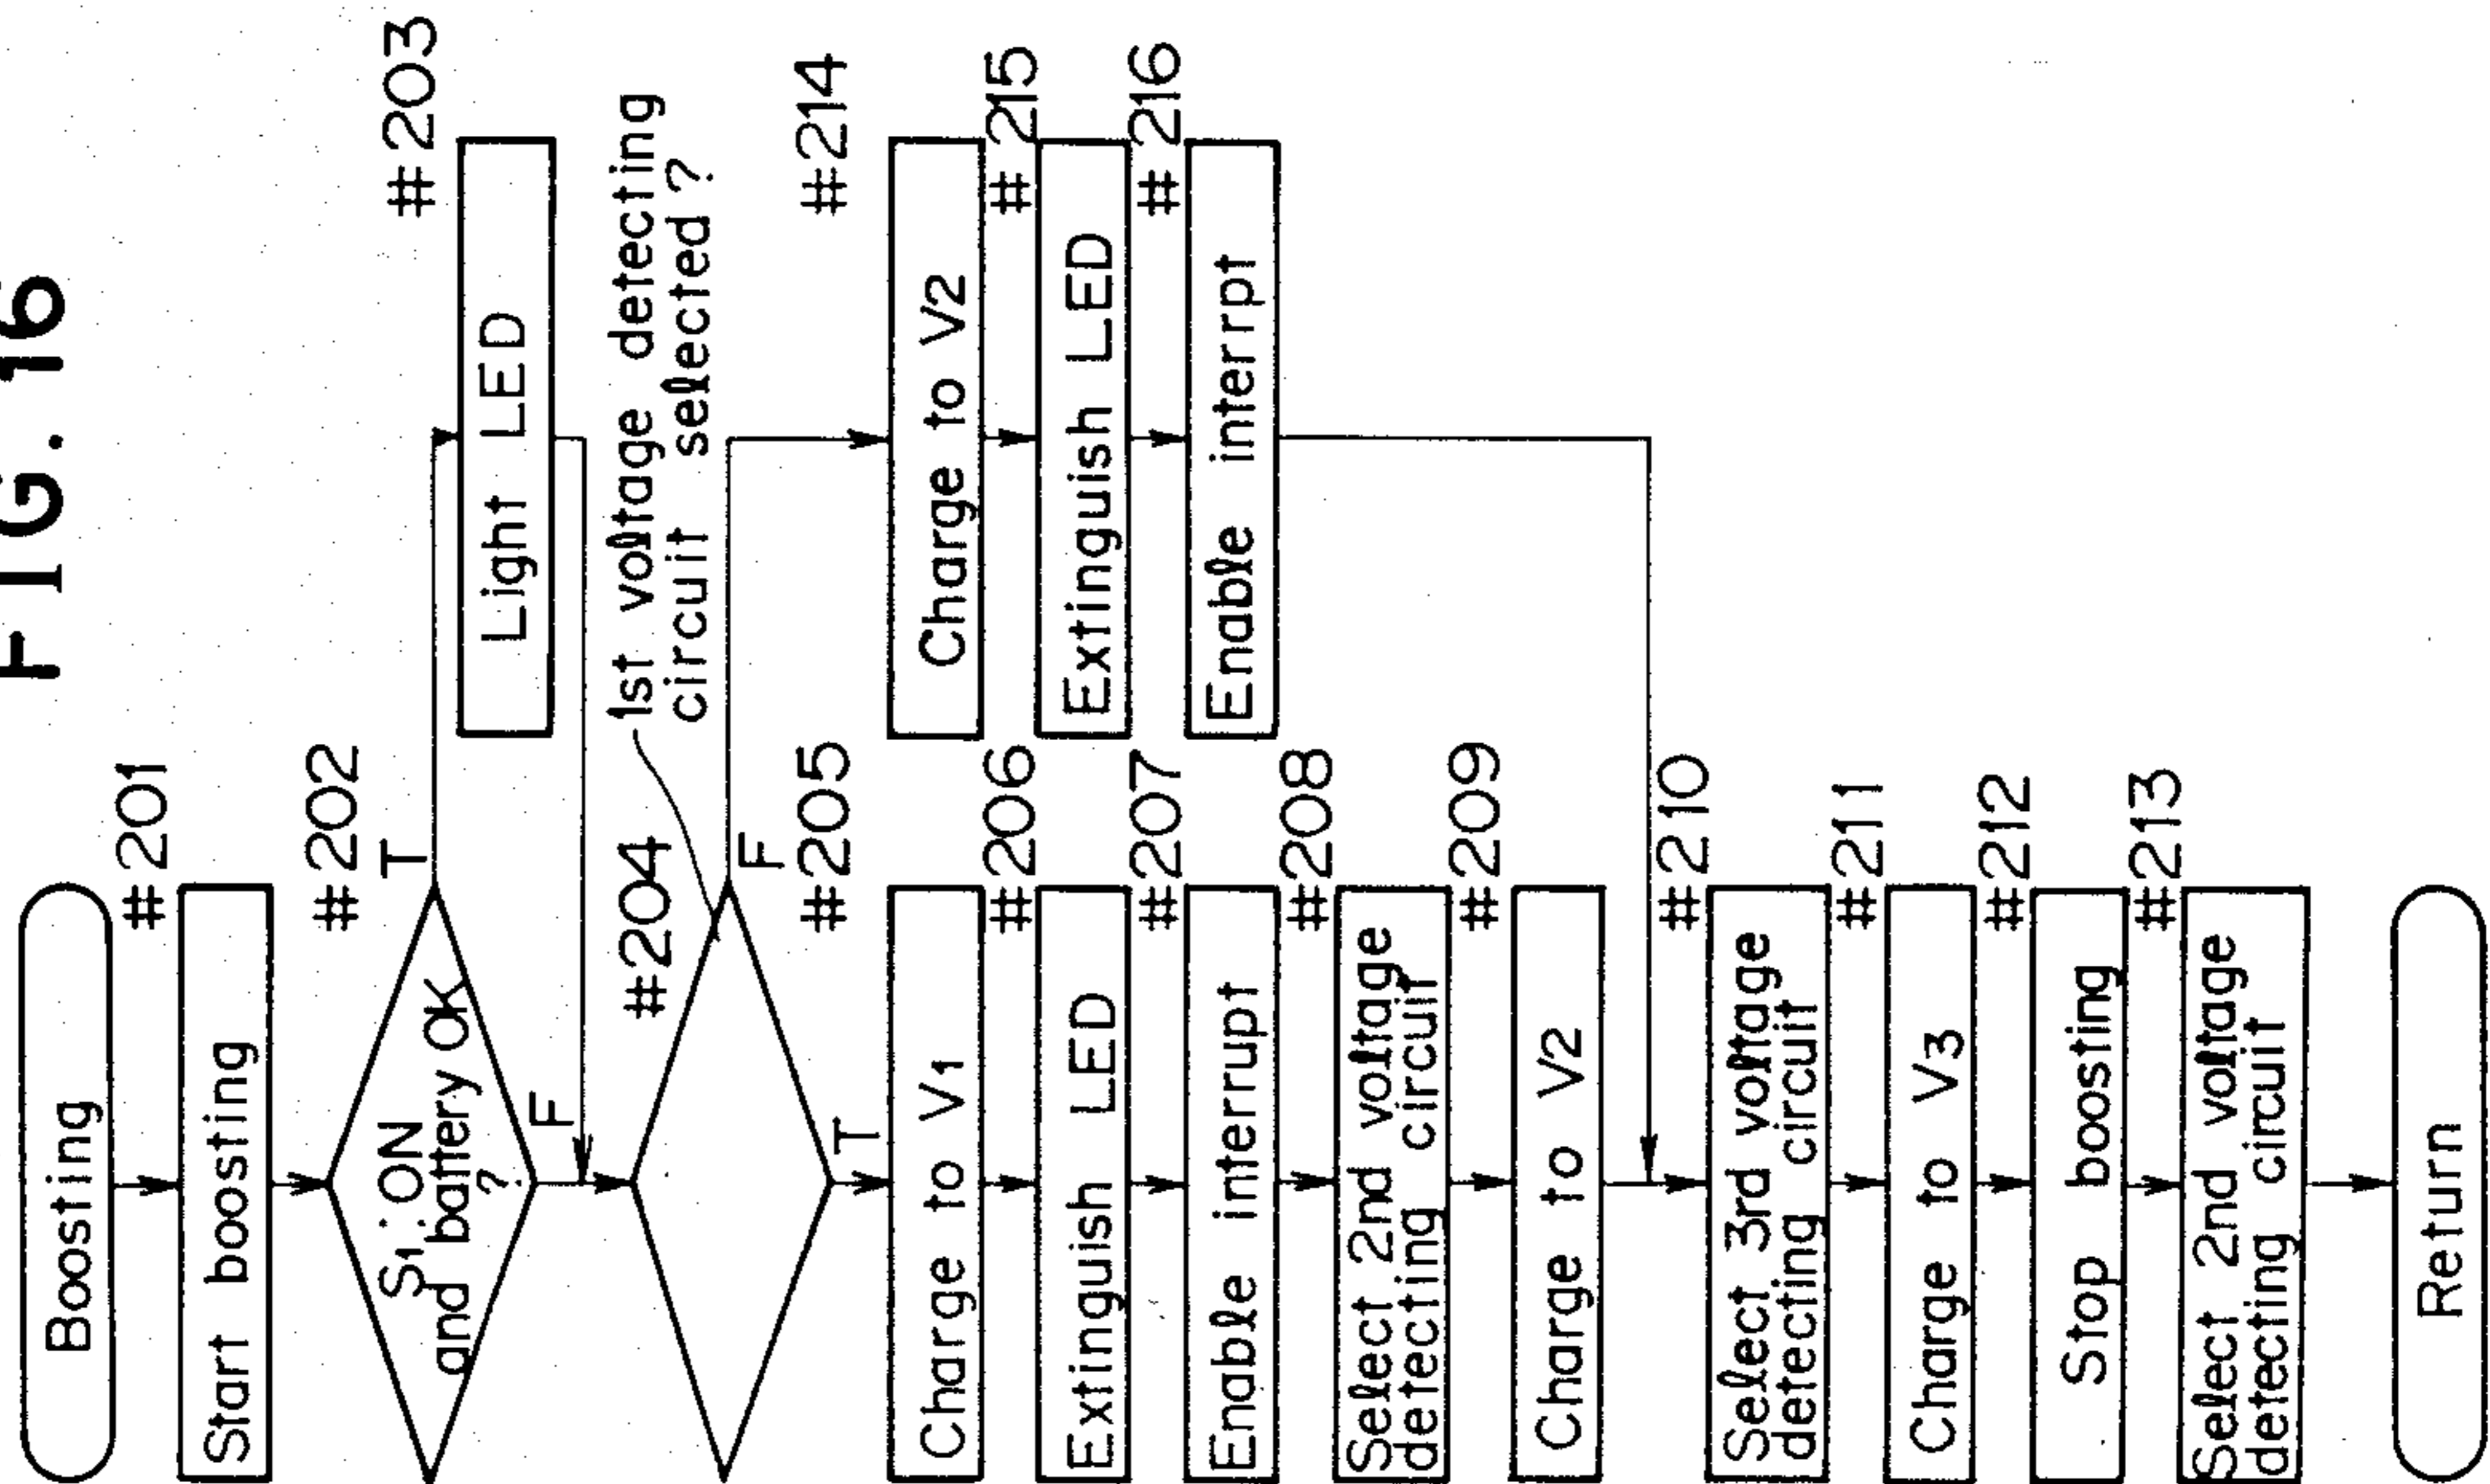 FIG. 16
Boosting
#201
Start boosting
#202
S1:ON
and battery OK
?
T
F
#203
Light LED
#204
1st voltage detecting
circuit selected?
F
T
#205
Charge to V1
#206
Extinguish LED
#207
Enable interrupt
#208
Select 2nd voltage
detecting circuit
#209
Charge to V2
#214
Charge to V2
#215
Extinguish LED
#216
Enable interrpt
#210
Select 3rd voltage
detecting circuit
#211
Charge to V3
#212
Stop boosting
#213
Select 2nd voltage
detecting circuit
Return